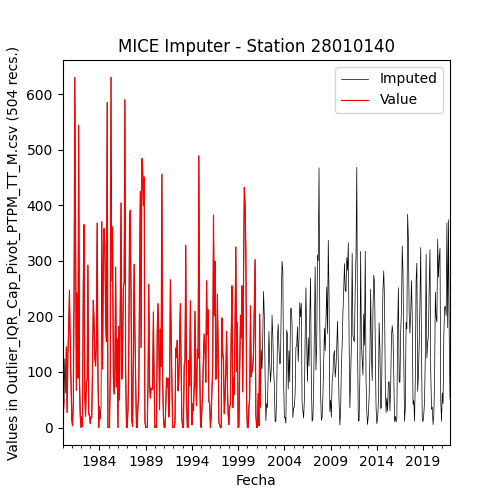 MICE Imputer - Station 28010140
Imputed
Value
Values in Outlier_IQR_Cap_Pivot_PTPM_TT_M.csv (504 recs.)
600
500
400
300
200
100
0
1984 1989 1994 1999 2004 2009 2014 2019
Fecha